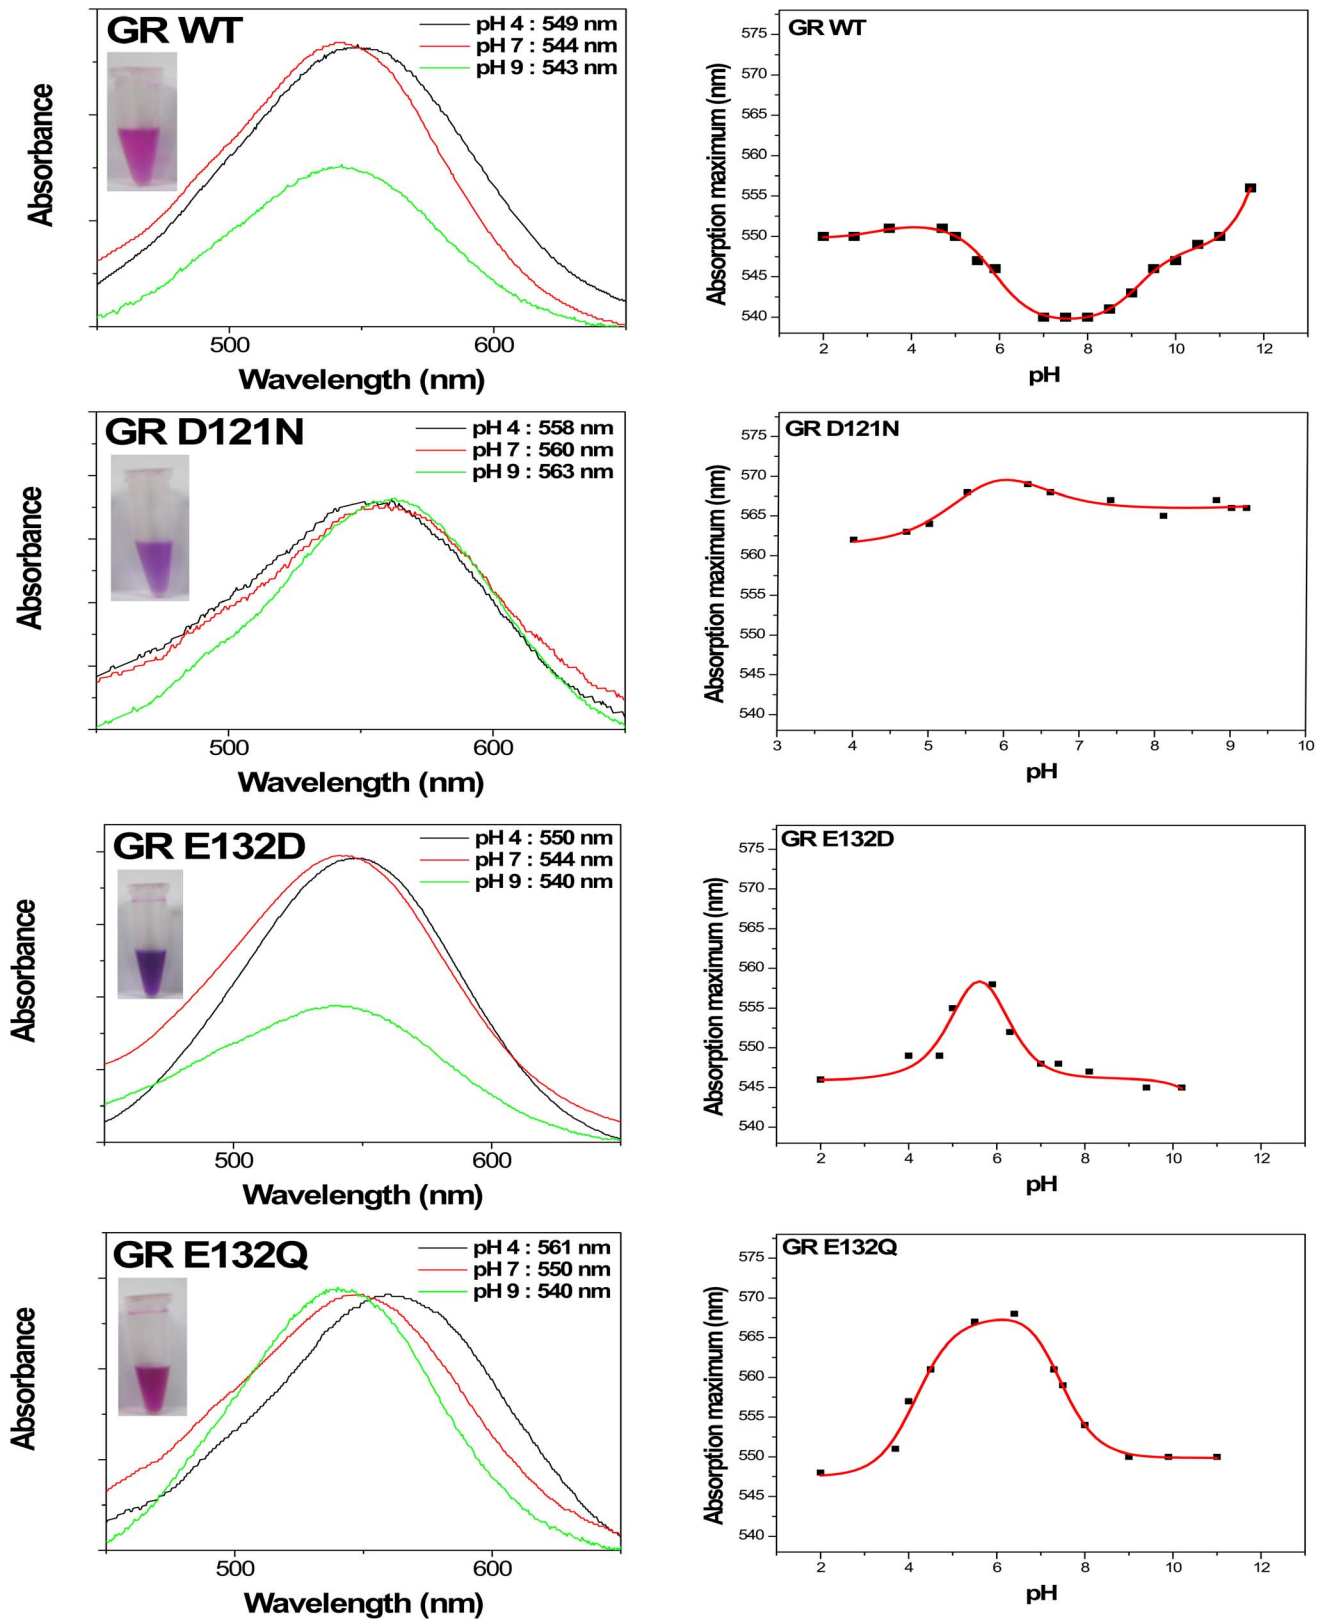 GR WT
pH 4 : 549 nm
pH 7 : 544 nm
pH 9 : 543 nm
Absorbance
500
600
Wavelength (nm)
GR WT
575
570
565
560
555
550
545
540
Absorption maximum (nm)
2
4
6
8
10
12
pH
GR D121N
pH 4 : 558 nm
pH 7 : 560 nm
pH 9 : 563 nm
Absorbance
500
600
Wavelength (nm)
GR D121N
575
570
565
560
555
550
545
540
Absorption maximum (nm)
3
4
5
6
7
8
9
10
pH
GR E132D
pH 4 : 550 nm
pH 7 : 544 nm
pH 9 : 540 nm
Absorbance
500
600
Wavelength (nm)
GR E132D
575
570
565
560
555
550
545
540
Absorption maximum (nm)
2
4
6
8
10
12
pH
GR E132Q
pH 4 : 561 nm
pH 7 : 550 nm
pH 9 : 540 nm
Absorbance
500
600
Wavelength (nm)
GR E132Q
575
570
565
560
555
550
545
540
Absorption maximum (nm)
2
4
6
8
10
12
pH